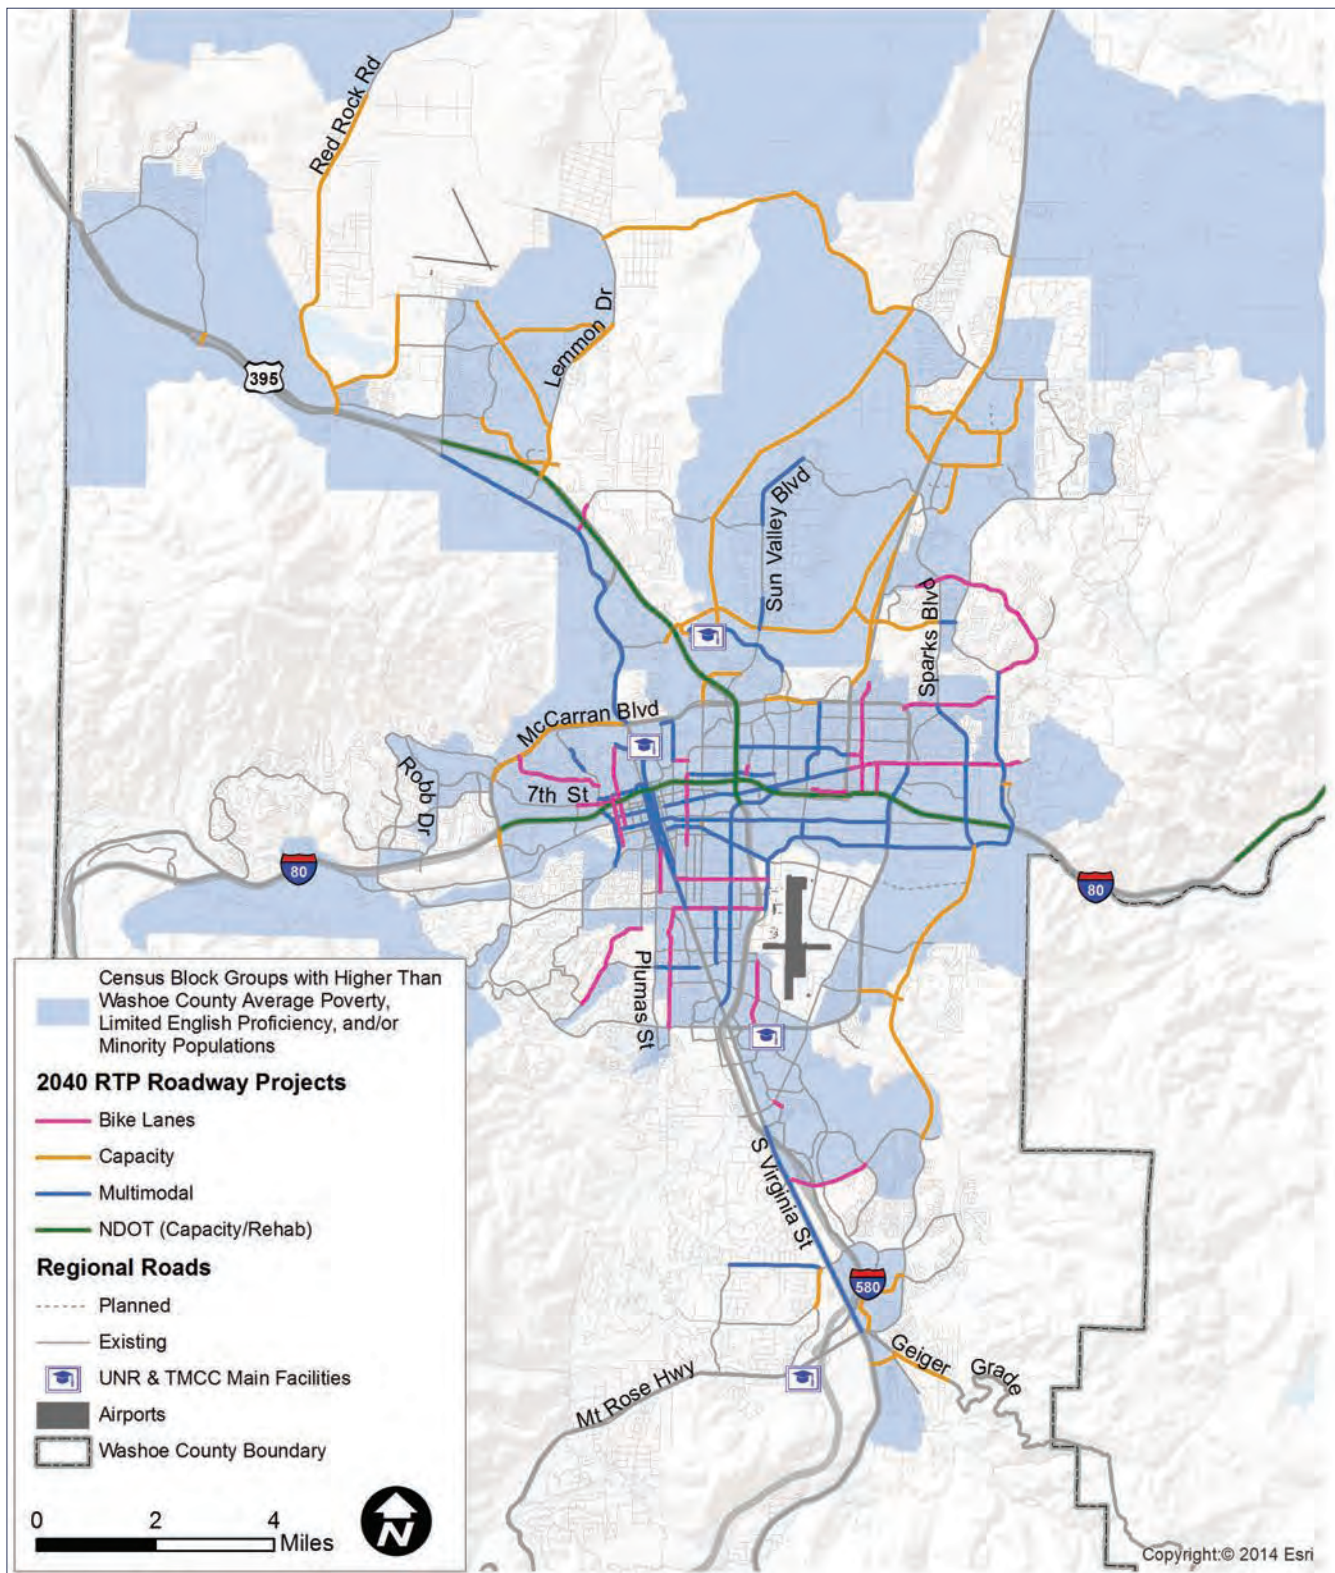 Red Rock Rd
Lemmon Dr
395
Sun Valley Blvd
Sparks Blvd
McCarran Blvd
Robb Dr
7th St
80
80
Plumas St
S Virginia St
580
Geiger Grade
Mt Rose Hwy
Census Block Groups with Higher Than
Washoe County Average Poverty,
Limited English Proficiency, and/or
Minority Populations
2040 RTP Roadway Projects
Bike Lanes
Capacity
Multimodal
NDOT (Capacity/Rehab)
Regional Roads
Planned
Existing
UNR & TMCC Main Facilities
Airports
Washoe County Boundary
0 2 4
Miles
N
Copyright:© 2014 Esri